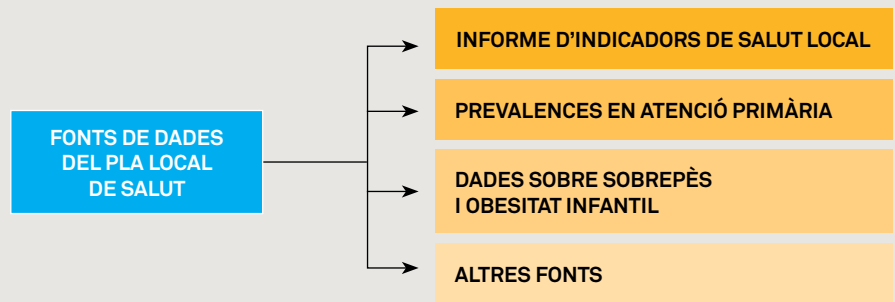 FONTS DE DADES
DEL PLA LOCAL
DE SALUT
INFORME D'INDICADORS DE SALUT LOCAL
PREVALENCES EN ATENCIÓ PRIMÀRIA
DADES SOBRE SOBREPÈS
I OBESITAT INFANTIL
ALTRES FONTS